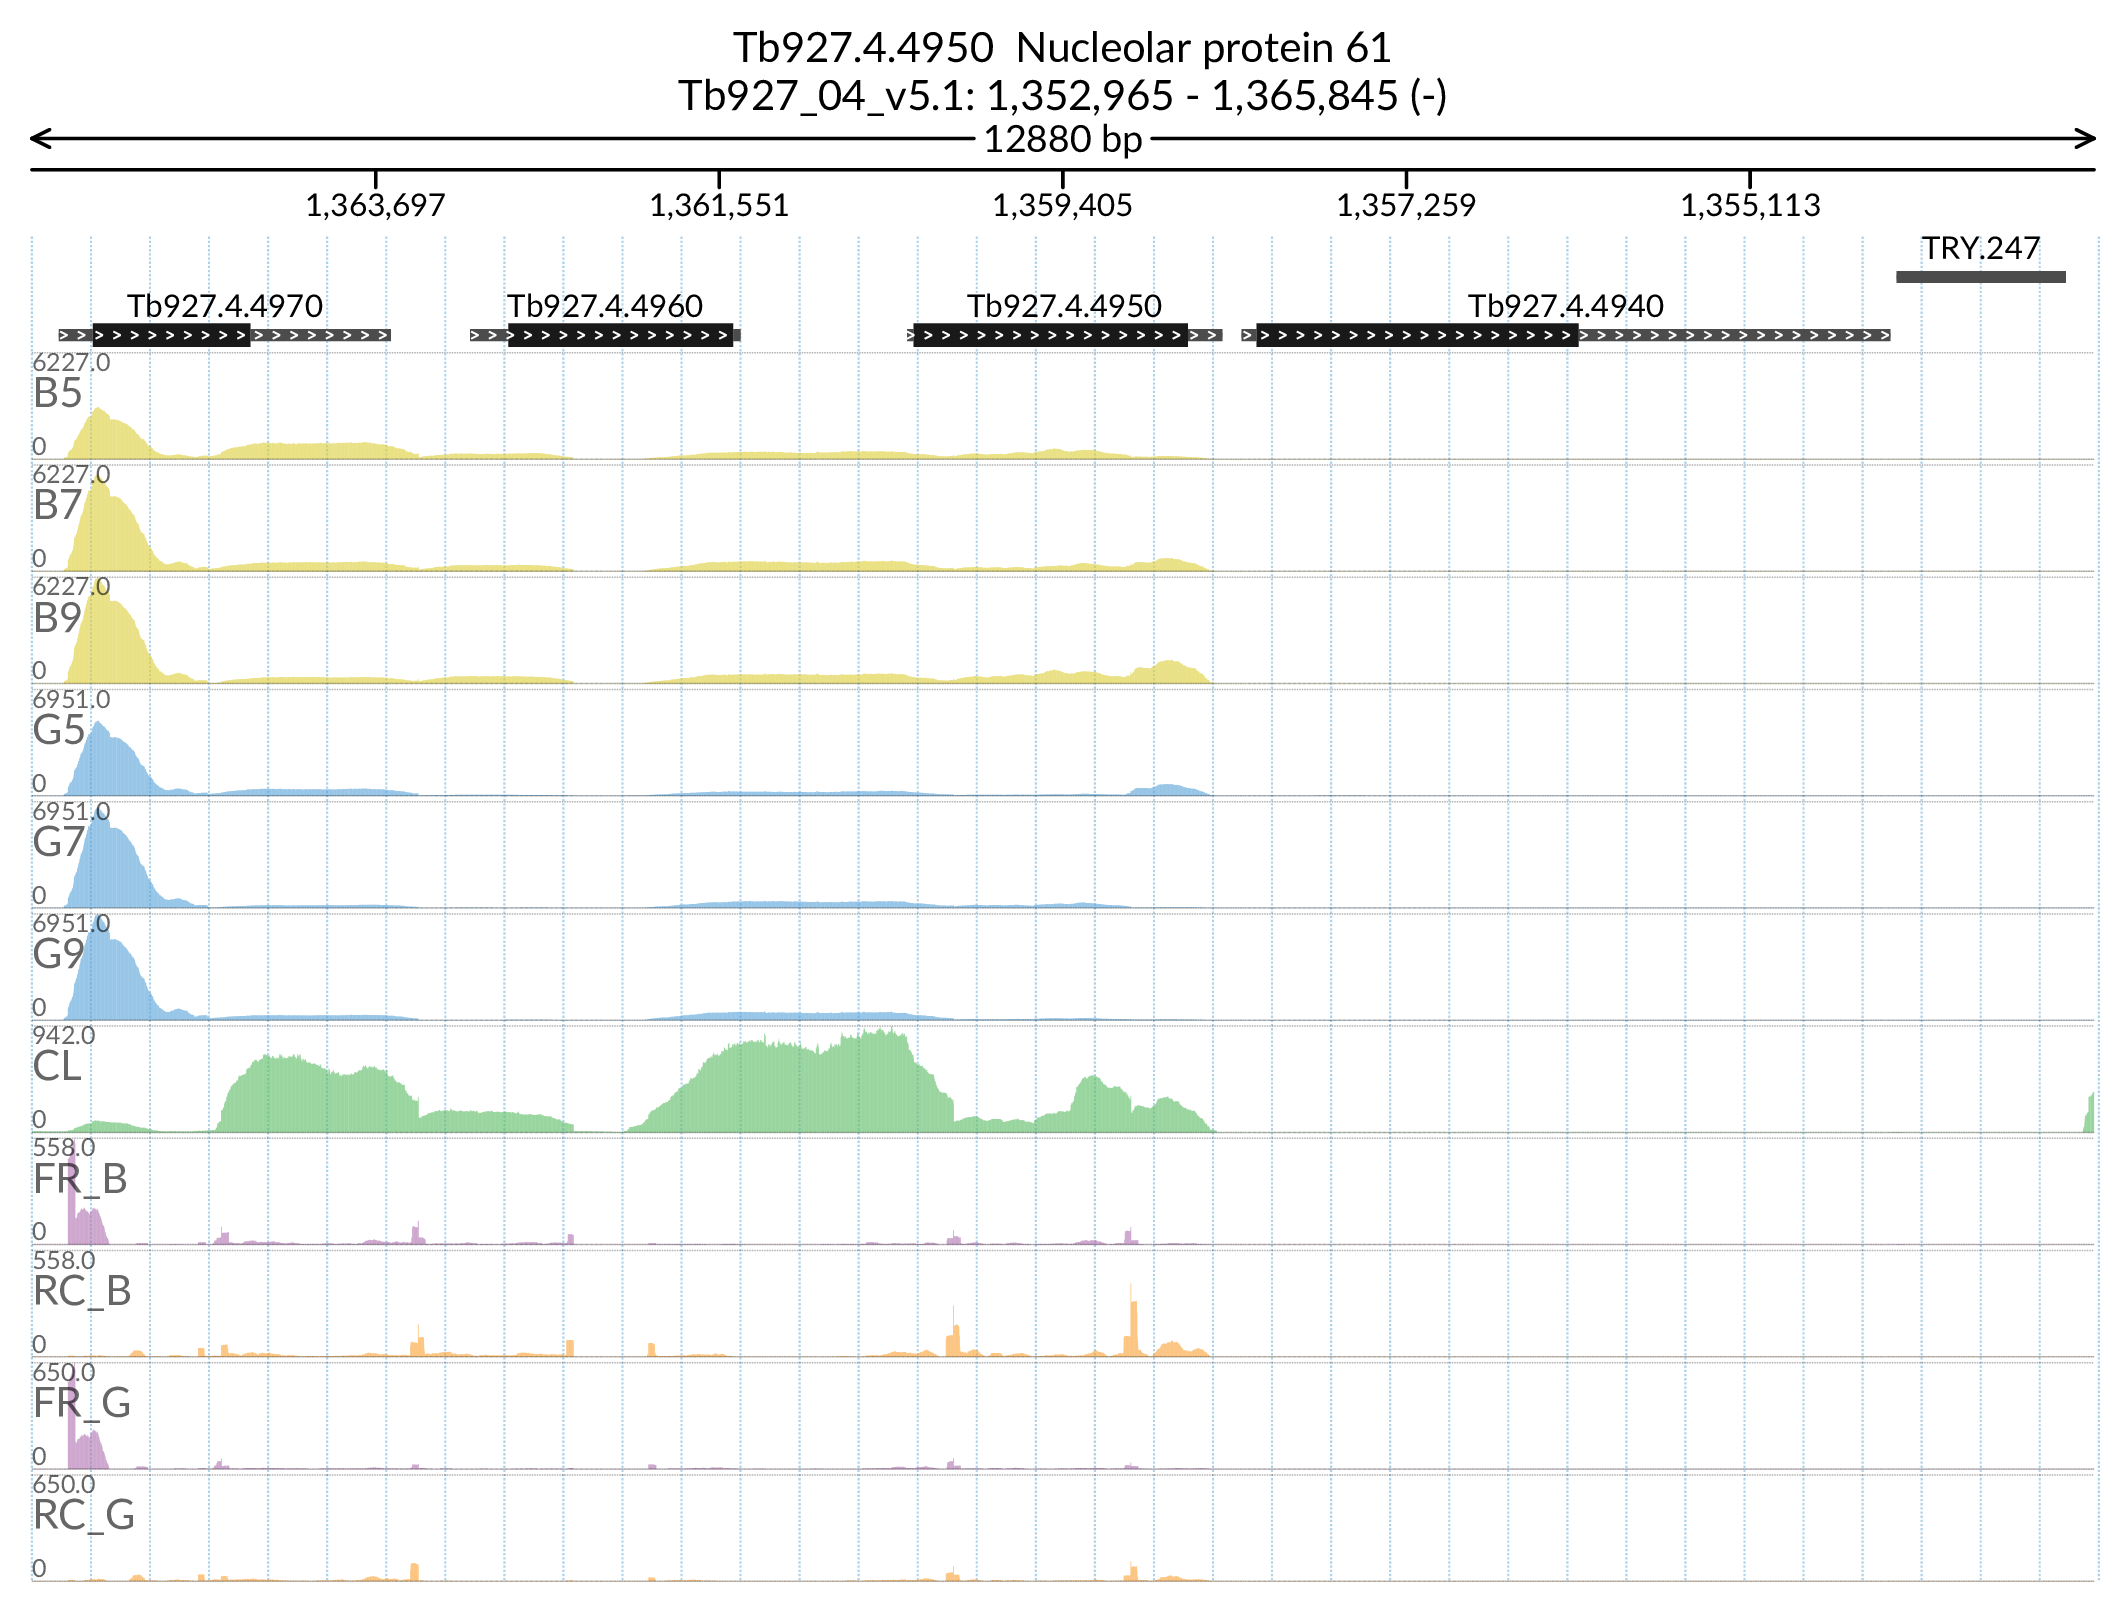 Tb927.4.4950  Nucleolar protein 61
Tb927_04_v5.1: 1,352,965 - 1,365,845 (-)
12880 bp
1,363,697 1,361,551 1,359,405 1,357,259 1,355,113
TRY.247
Tb927.4.4970 Tb927.4.4960 Tb927.4.4950 Tb927.4.4940
6227.0
B5
0
6227.0
B7
0
6227.0
B9
0
6951.0
G5
0
6951.0
G7
0
6951.0
G9
0
942.0
CL
0
558.0
FR_B
0
558.0
RC_B
0
650.0
FR_G
0
650.0
RC_G
0